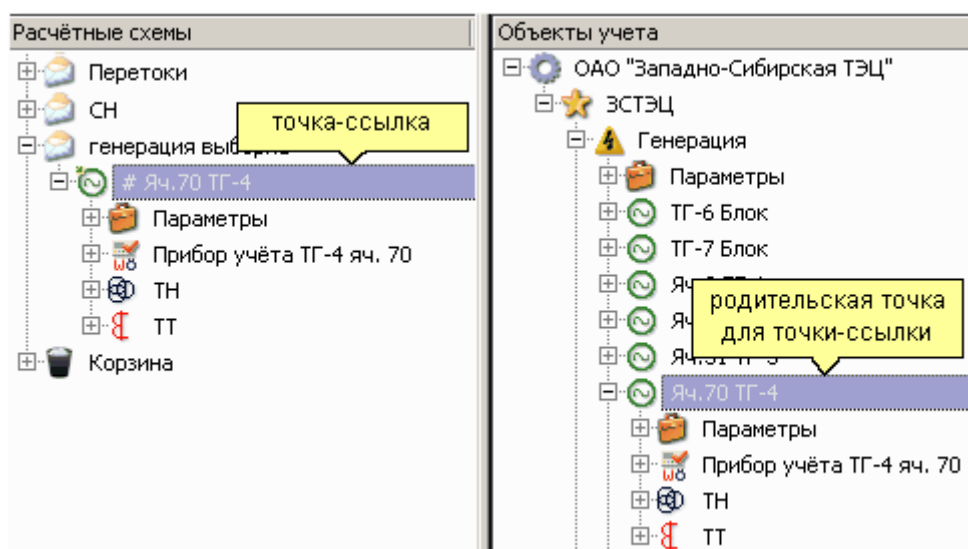 Расчётные схемы
Перетоки
СН
точка-ссылка
генерация
# Яч.70 ТГ-4
Параметры
Прибор учёта ТГ-4 яч. 70
ТН
ТТ
Корзина
Объекты учета
ОАО "Западно-Сибирская ТЭЦ"
ЗСТЭЦ
Генерация
Параметры
ТГ-6 Блок
ТГ-7 Блок
родительская точка
для точки-ссылки
Яч.70 ТГ-4
Параметры
Прибор учёта ТГ-4 яч. 70
ТН
ТТ